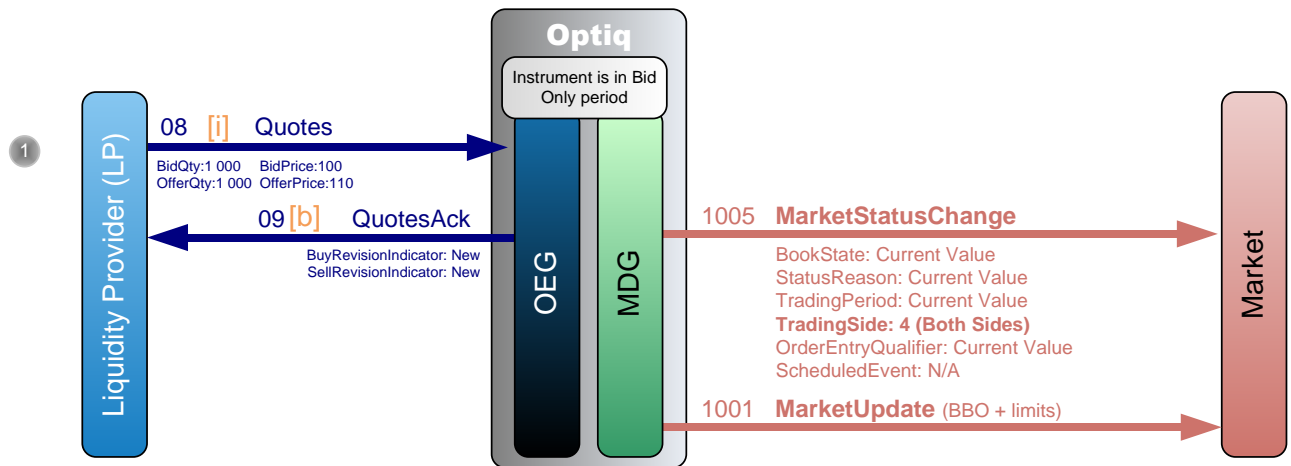 Optiq
Instrument is in Bid
Only period
1
Liquidity Provider (LP)
08 [i] Quotes
BidQty:1 000 BidPrice:100
OfferQty:1 000 OfferPrice:110
09 [b] QuotesAck
BuyRevisionIndicator: New
SellRevisionIndicator: New
OEG
MDG
1005 MarketStatusChange
BookState: Current Value
StatusReason: Current Value
TradingPeriod: Current Value
TradingSide: 4 (Both Sides)
OrderEntryQualifier: Current Value
ScheduledEvent: N/A
1001 MarketUpdate (BBO + limits)
Market